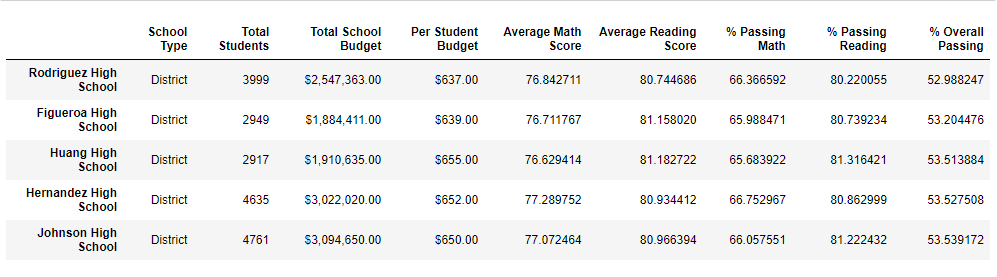 School Type Total Students Total School Budget Per Student Budget Average Math Score Average Reading Score % Passing Math % Passing Reading % Overall Passing
Rodriguez High School District 3999 $2,547,363.00 $637.00 76.842711 80.744686 66.366592 80.220055 52.988247
Figueroa High School District 2949 $1,884,411.00 $639.00 76.711767 81.158020 65.988471 80.739234 53.204476
Huang High School District 2917 $1,910,635.00 $655.00 76.629414 81.182722 65.683922 81.316421 53.513884
Hernandez High School District 4635 $3,022,020.00 $652.00 77.289752 80.934412 66.752967 80.862999 53.527508
Johnson High School District 4761 $3,094,650.00 $650.00 77.072464 80.966394 66.057551 81.222432 53.539172